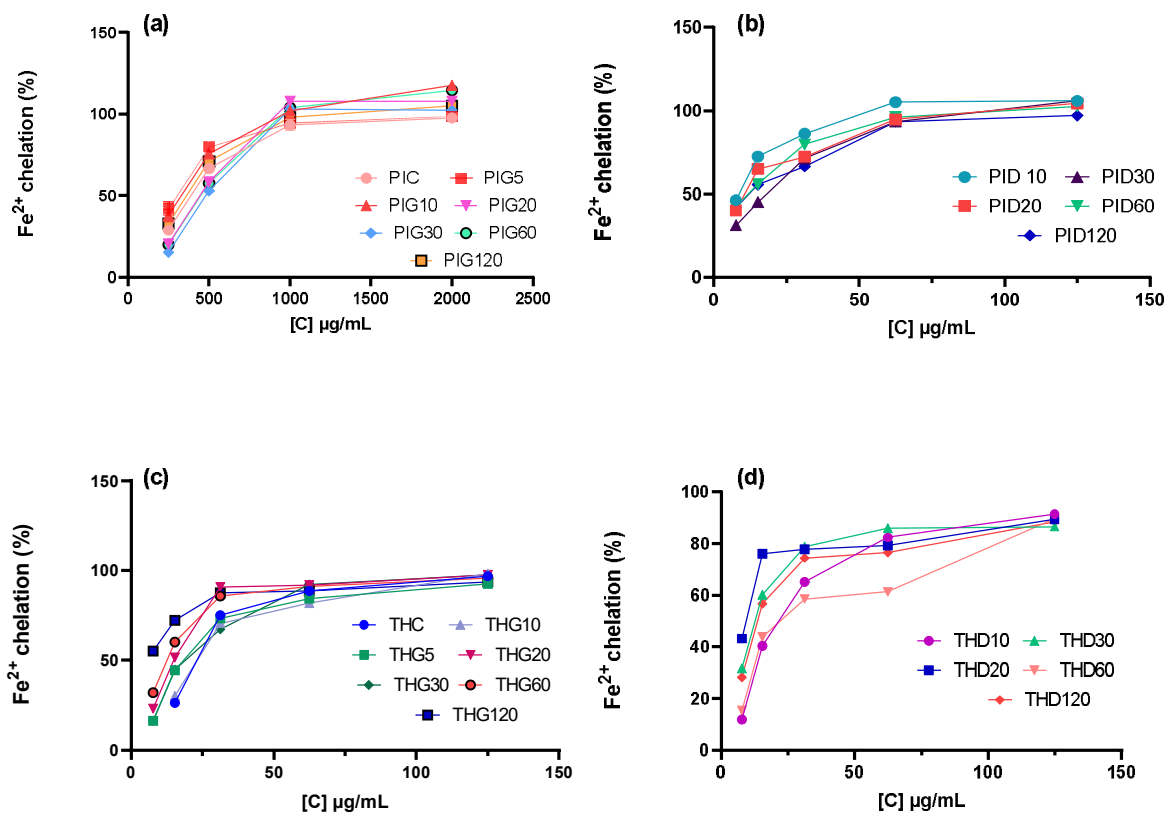 (a)
Fe2+ chelation (%)
150
100
50
0
0 500 1000 1500 2000 2500
[C] µg/mL
PIC PIG5
PIG10 PIG20
PIG30 PIG60
PIG120
(b)
Fe2+ chelation (%)
150
100
50
0
0 50 100 150
[C] µg/mL
PID 10 PID30
PID20 PID60
PID120
(c)
Fe2+ chelation (%)
150
100
50
0
0 50 100 150
[C] µg/mL
THC THG10
THG5 THG20
THG30 THG60
THG120
(d)
Fe2+ chelation (%)
100
80
60
40
20
0
0 50 100 150
[C] µg/mL
THD10 THD30
THD20 THD60
THD120